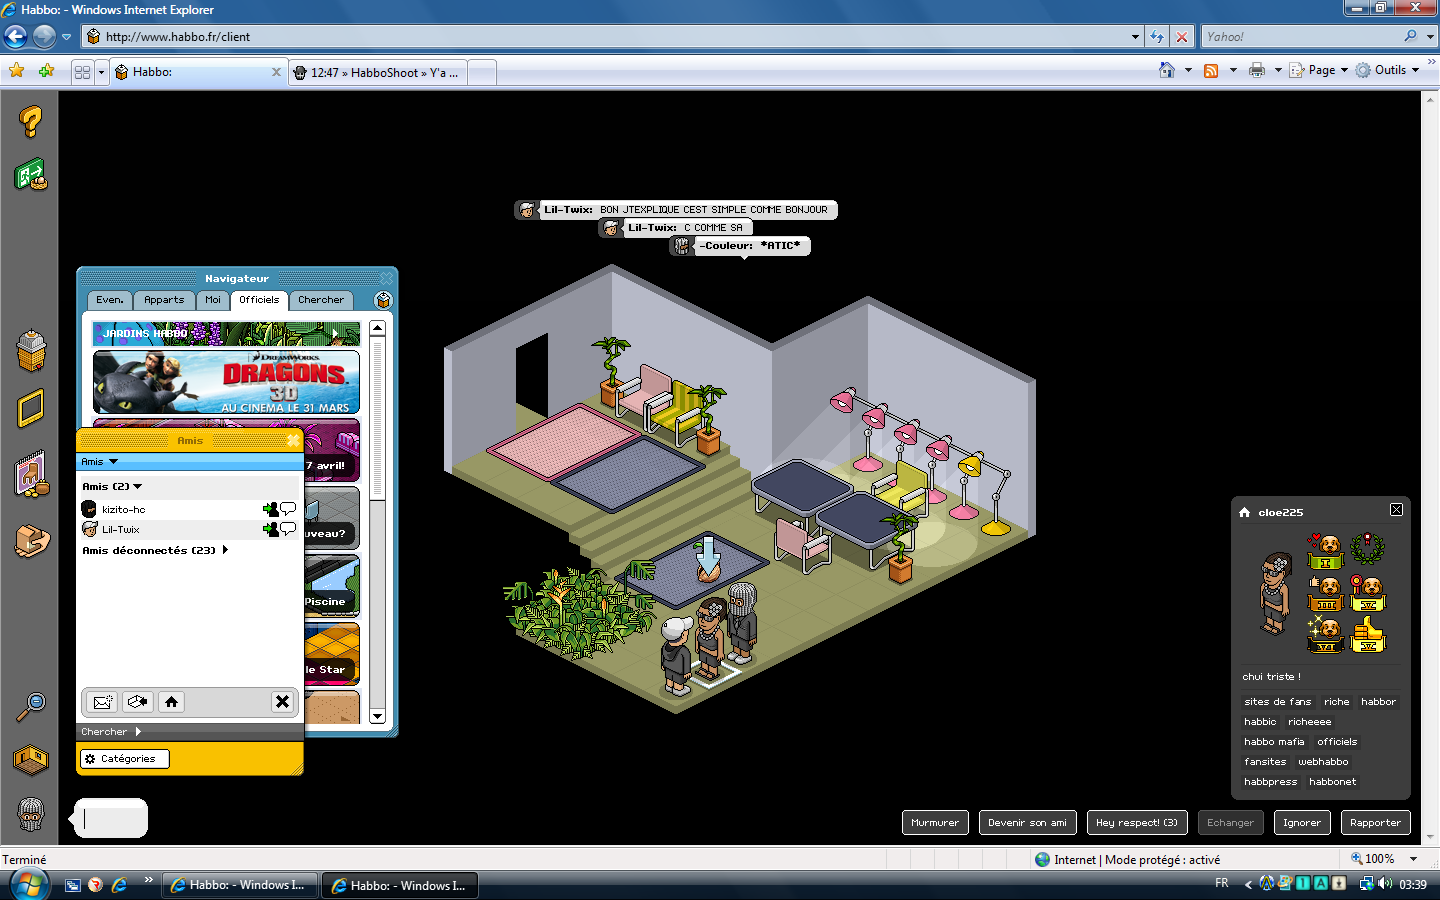 Habbo: - Windows Internet Explorer
http://www.habbo.fr/client
Yahoo!
Habbo:
12:47 » HabboShoot » Y'a ...
Page
Outils
Lil-Twix: BON JTEXPLIQUE CEST SIMPLE COMME BONJOUR
Lil-Twix: C COMME SA
-Couleur: *ATIC*
Navigateur
Even.
Apparts
Moi
Officiels
Chercher
JARDINS HABBO
DREAMWORKS
DRAGONS
3D
AU CINEMA LE 31 MARS
7 avril!
uveau?
Piscine
le Star
Amis
Amis
Amis (2)
kizito-hc
Lil-Twix
Amis déconnectés (23)
Chercher
Catégories
cloe225
chui triste !
sites de fans riche habbor
habbic richeeee
habbo mafia officiels
fansites webhabbo
habbpress habbonet
Murmurer
Devenir son ami
Hey respect! (3)
Echanger
Ignorer
Rapporter
Terminé
Internet | Mode protégé : activé
100%
Habbo: - Windows I...
Habbo: - Windows I...
FR
03:39